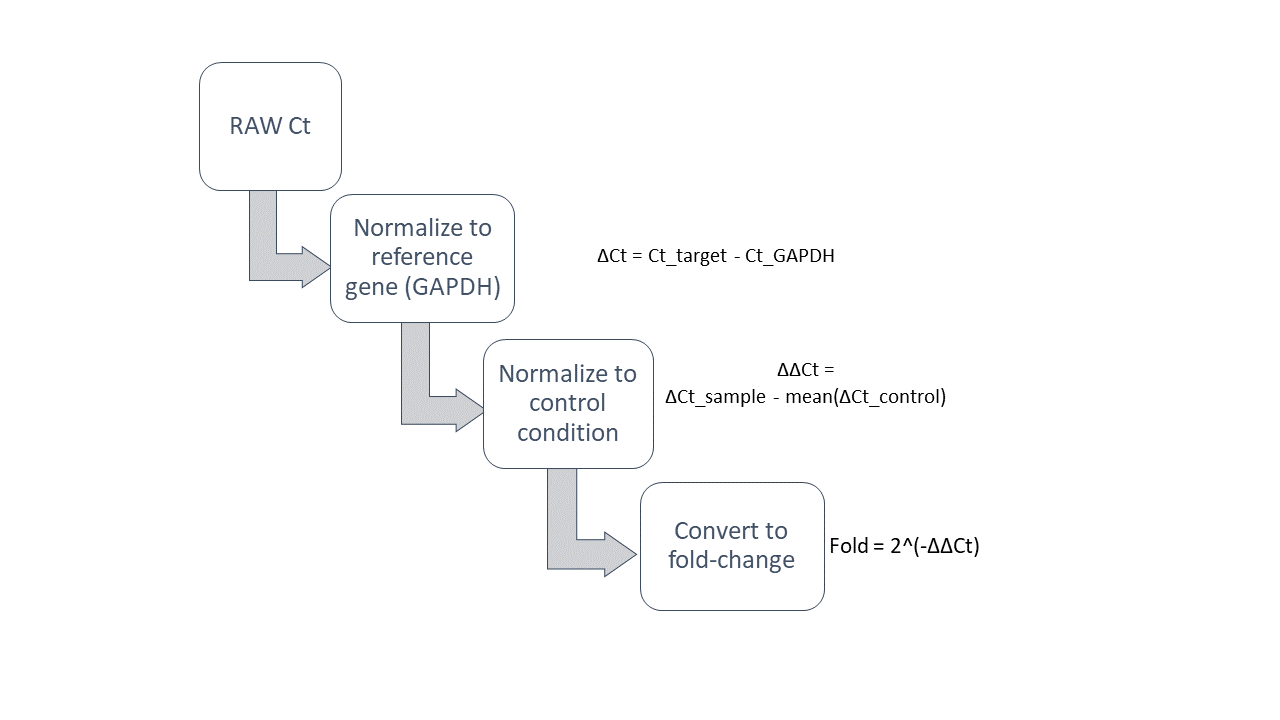 RAW Ct
Normalize to
reference
gene (GAPDH)
ΔCt = Ct_target - Ct_GAPDH
Normalize to
control
condition
ΔΔCt =
ΔCt_sample - mean(ΔCt_control)
Convert to
fold-change
Fold = 2^(-ΔΔCt)